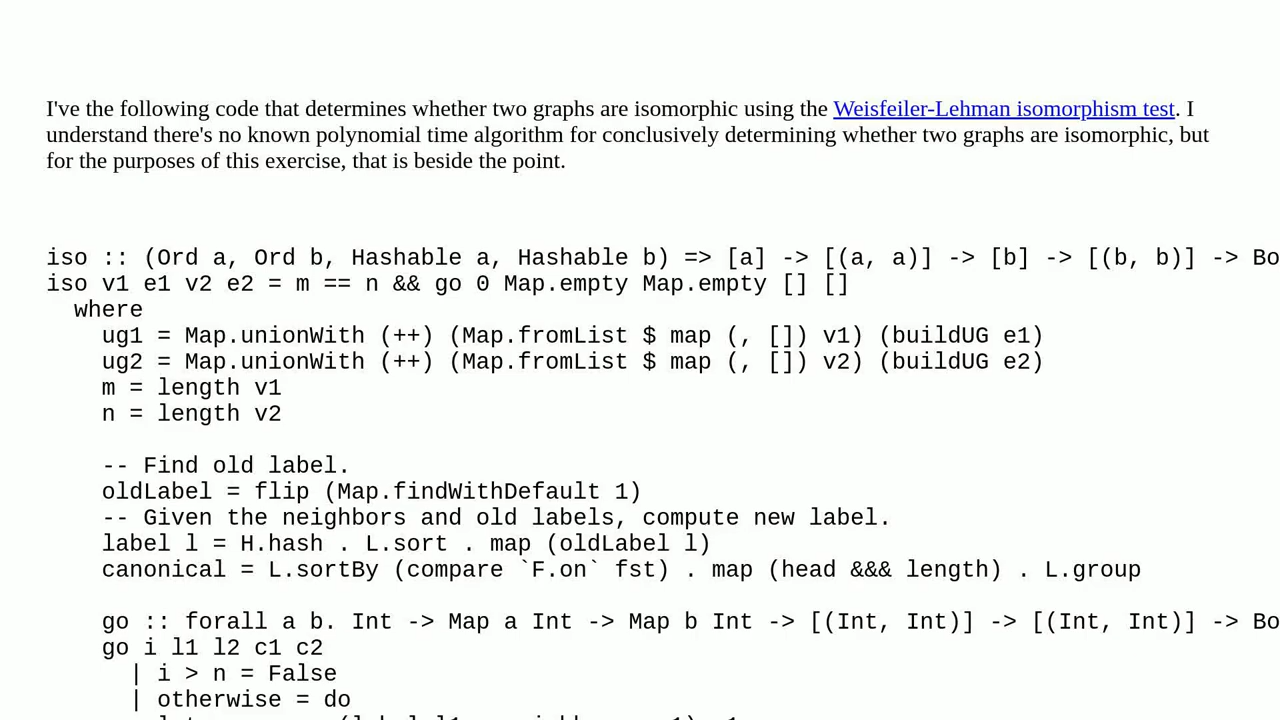 I've the following code that determines whether two graphs are isomorphic using the Weisfeiler-Lehman isomorphism test. I
understand there's no known polynomial time algorithm for conclusively determining whether two graphs are isomorphic, but
for the purposes of this exercise, that is beside the point.
iso :: (Ord a, Ord b, Hashable a, Hashable b) => [a] -> [(a, a)] -> [b] -> [(b, b)] -> Bo
iso v1 e1 v2 e2 = m == n && go 0 Map.empty Map.empty [] []
  where
    ug1 = Map.unionWith (++) (Map.fromList $ map (, []) v1) (buildUG e1)
    ug2 = Map.unionWith (++) (Map.fromList $ map (, []) v2) (buildUG e2)
    m = length v1
    n = length v2
    -- Find old label.
    oldLabel = flip (Map.findWithDefault 1)
    -- Given the neighbors and old labels, compute new label.
    label l = H.hash . L.sort . map (oldLabel l)
    canonical = L.sortBy (compare `F.on` fst) . map (head &&& length) . L.group
    go :: forall a b. Int -> Map a Int -> Map b Int -> [(Int, Int)] -> [(Int, Int)] -> Bo
    go i l1 l2 c1 c2
      | i > n = False
      | otherwise = do